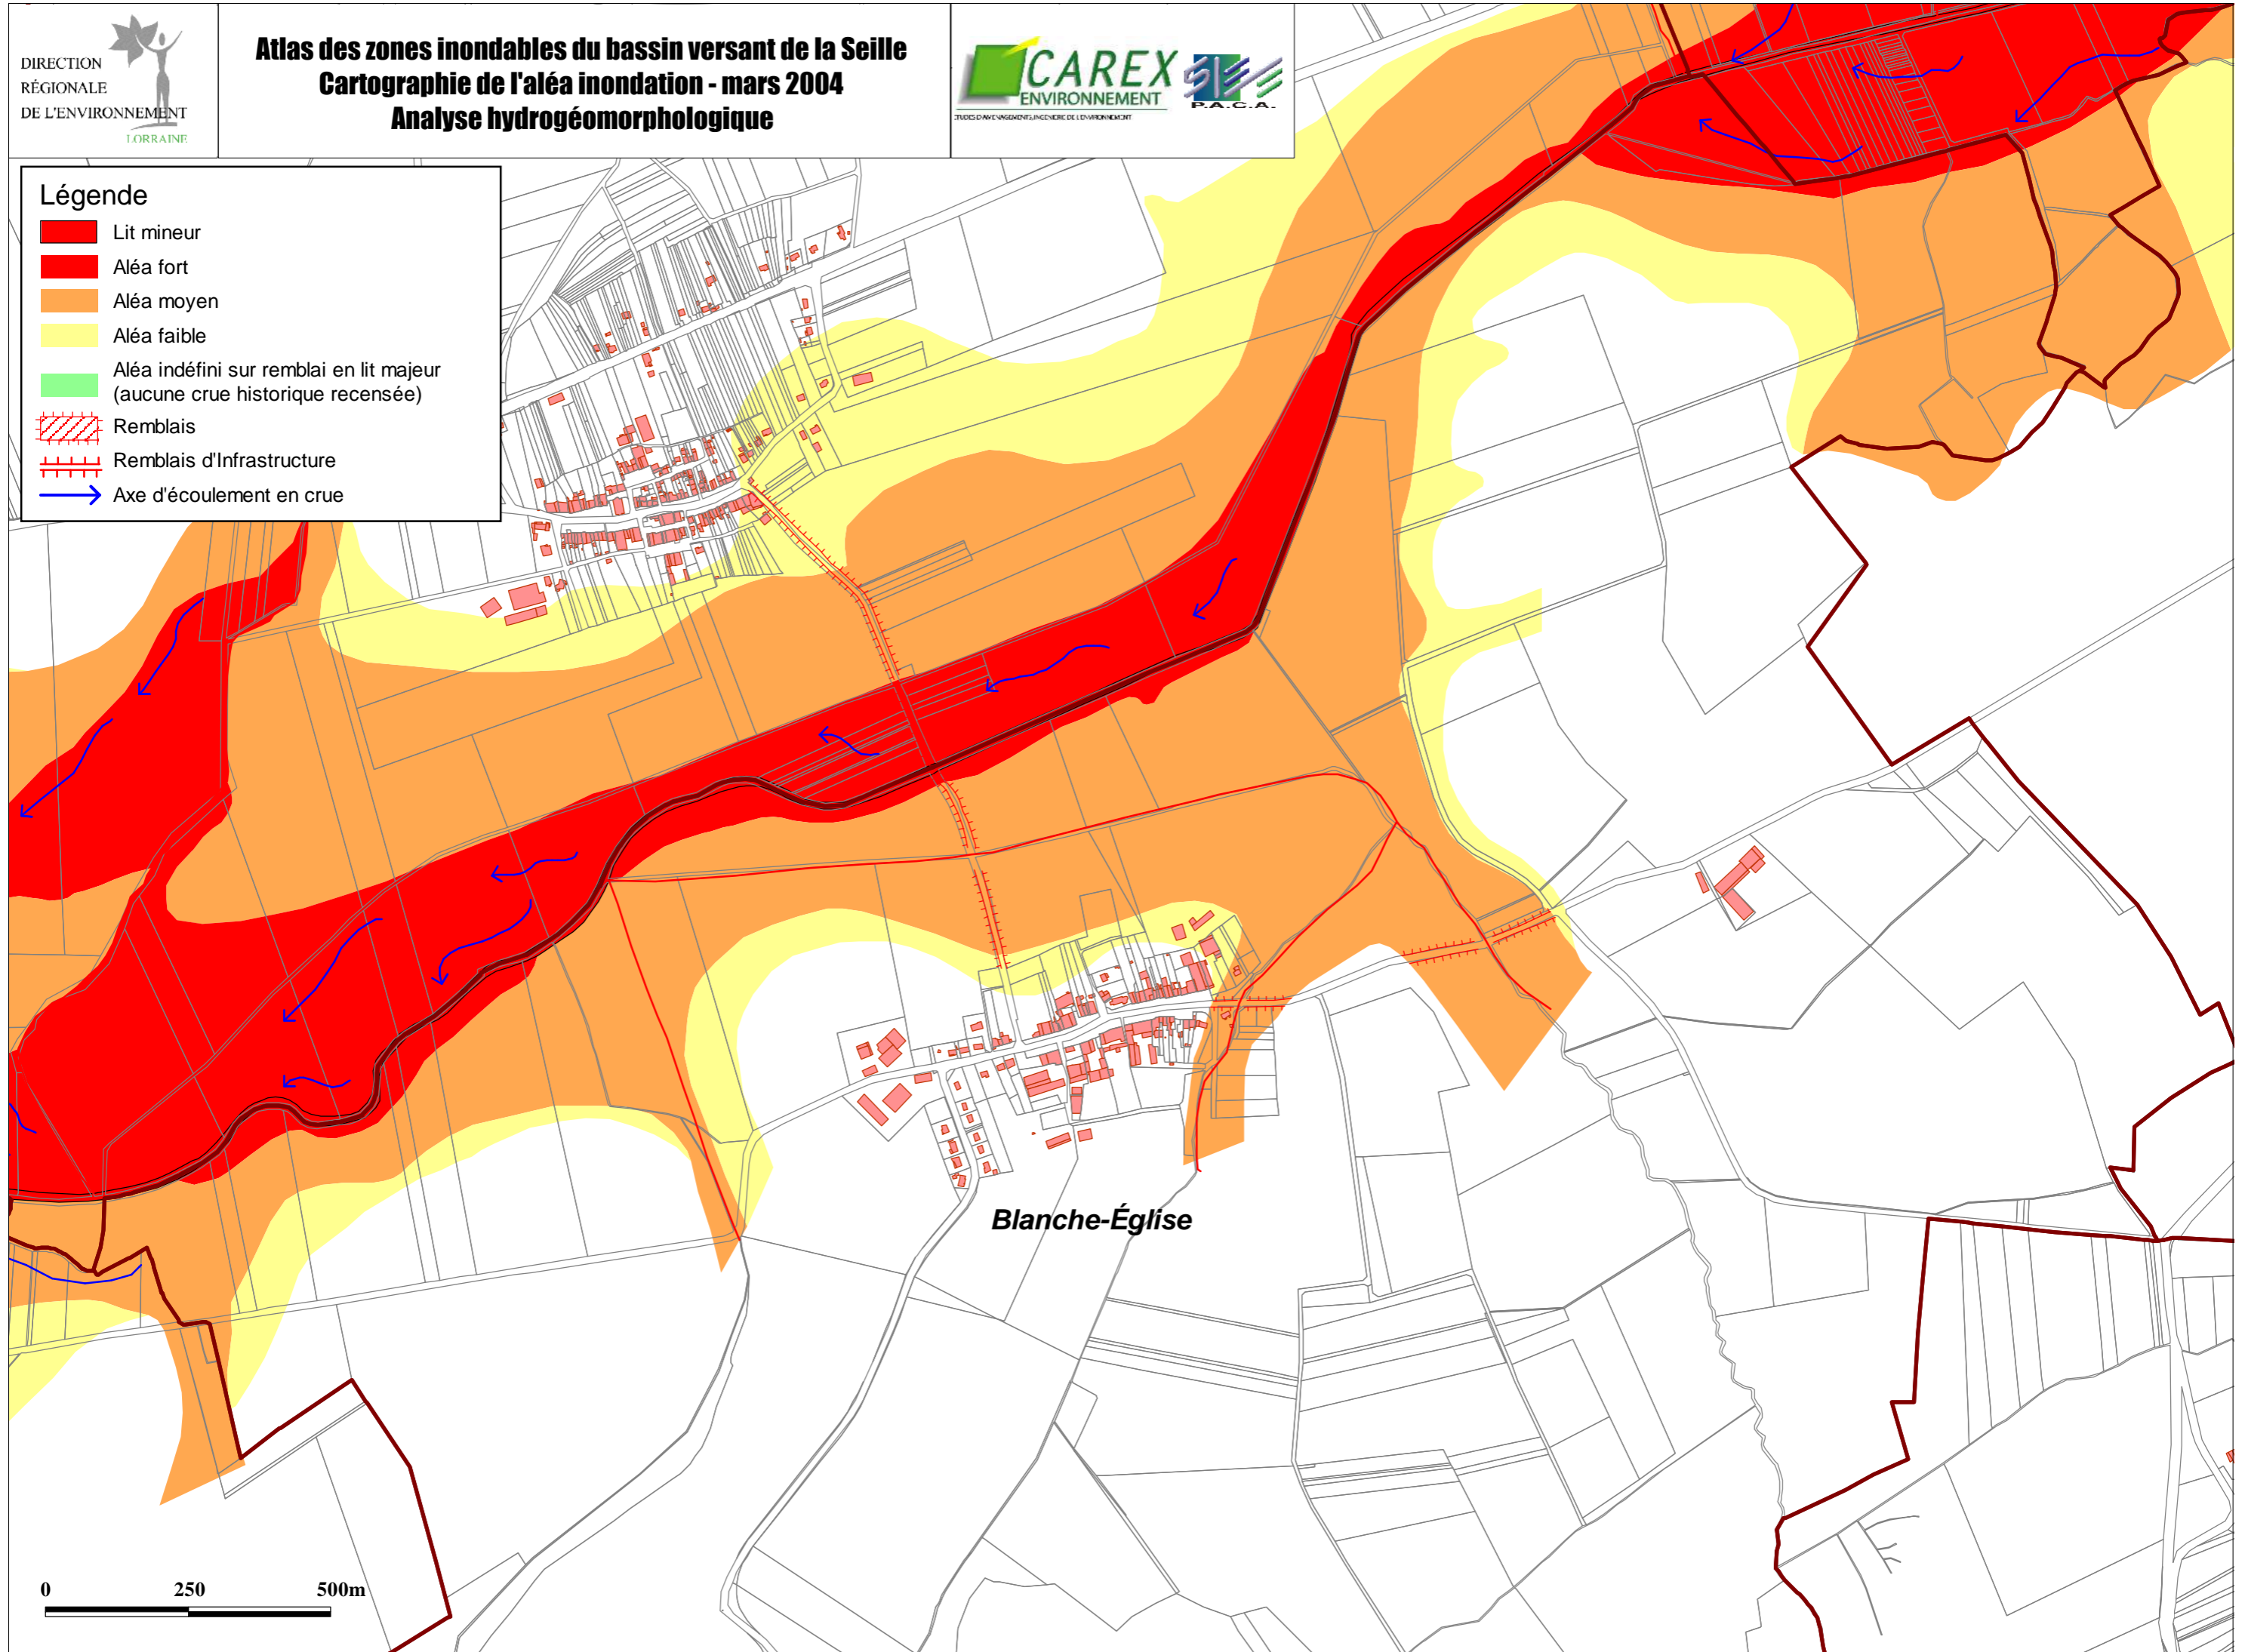 DIRECTION
RÉGIONALE
DE L'ENVIRONNEMENT
LORRAINE
Atlas des zones inondables du bassin versant de la Seille
Cartographie de l'aléa inondation - mars 2004
Analyse hydrogéomorphologique
CAREX
ENVIRONNEMENT
P.A.C.A.
Légende
Lit mineur
Aléa fort
Aléa moyen
Aléa faible
Aléa indéfini sur remblai en lit majeur
(aucune crue historique recensée)
Remblais
Remblais d'Infrastructure
Axe d'écoulement en crue
Blanche-Église
0 250 500m